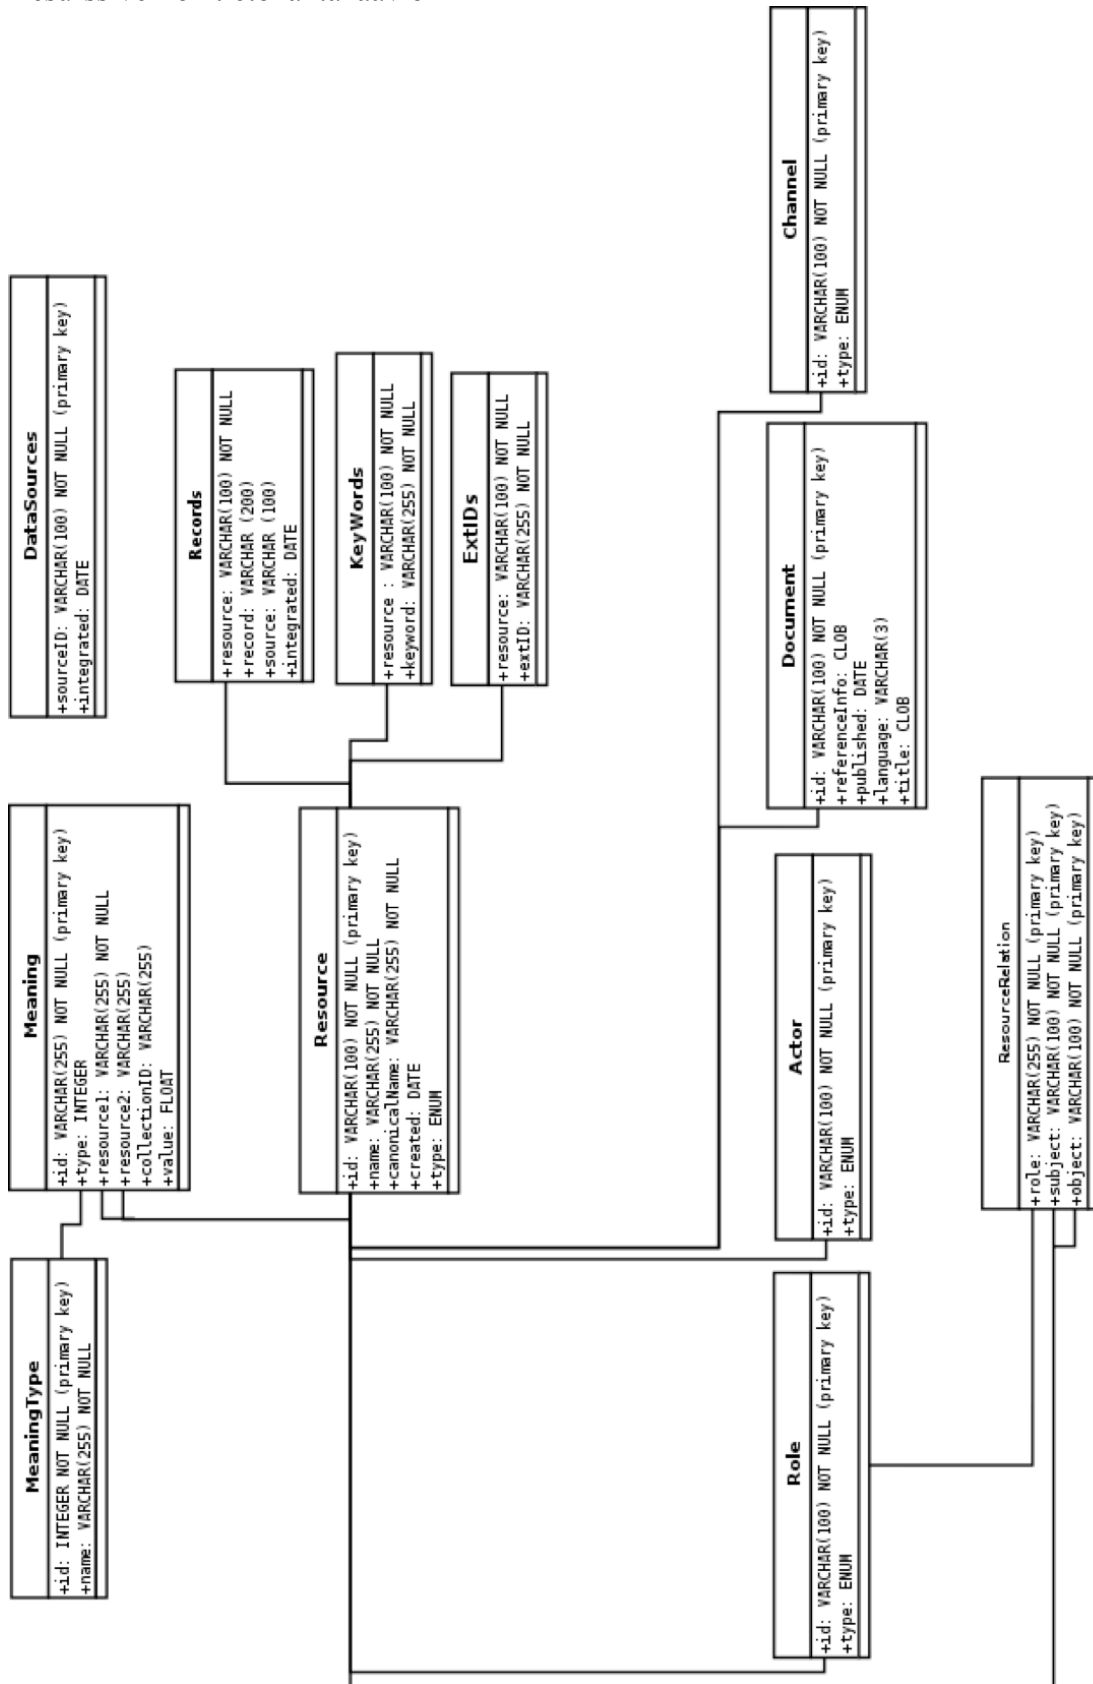 MeaningType
+id: INTEGER NOT NULL (primary key)
+name: VARCHAR(255) NOT NULL
Meaning
+id: VARCHAR(255) NOT NULL (primary key)
+type: INTEGER
+resource1: VARCHAR(255) NOT NULL
+resource2: VARCHAR(255)
+collectionID: VARCHAR(255)
+value: FLOAT
DataSources
+sourceID: VARCHAR(100) NOT NULL (primary key)
+integrated: DATE
Records
+resource: VARCHAR(100) NOT NULL
+record: VARCHAR (200)
+source: VARCHAR (100)
+integrated: DATE
Resource
+id: VARCHAR(100) NOT NULL (primary key)
+name: VARCHAR(255) NOT NULL
+canonicalName: VARCHAR(255) NOT NULL
+created: DATE
+type: ENUM
KeyWords
+resource : VARCHAR(100) NOT NULL
+keyword: VARCHAR(255) NOT NULL
ExtIDs
+resource: VARCHAR(100) NOT NULL
+extID: VARCHAR(255) NOT NULL
Role
+id: VARCHAR(100) NOT NULL (primary key)
+type: ENUM
Actor
+id: VARCHAR(100) NOT NULL (primary key)
+type: ENUM
Document
+id: VARCHAR(100) NOT NULL (primary key)
+referenceInfo: CLOB
+published: DATE
+language: VARCHAR(3)
+title: CLOB
Channel
+id: VARCHAR(100) NOT NULL (primary key)
+type: ENUM
ResourceRelation
+role: VARCHAR(255) NOT NULL (primary key)
+subject: VARCHAR(100) NOT NULL (primary key)
+object: VARCHAR(100) NOT NULL (primary key)